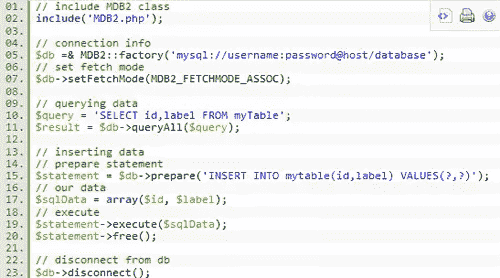 01. // include MDB2 class
02. include('MDB2.php');
03.
04. // connection info
05. $db =& MDB2::factory('mysql://username:password@host/database');
06. // set fetch mode
07. $db->setFetchMode(MDB2_FETCHMODE_ASSOC);
08.
09. // querying data
10. $query = 'SELECT id,label FROM myTable';
11. $result = $db->queryAll($query);
12.
13. // inserting data
14. // prepare statement
15. $statement = $db->prepare('INSERT INTO mytable(id,label) VALUES(?,?)');
16. // our data
17. $sqlData = array($id, $label);
18. // execute
19. $statement->execute($sqlData);
20. $statement->free();
21.
22. // disconnect from db
23. $db->disconnect();